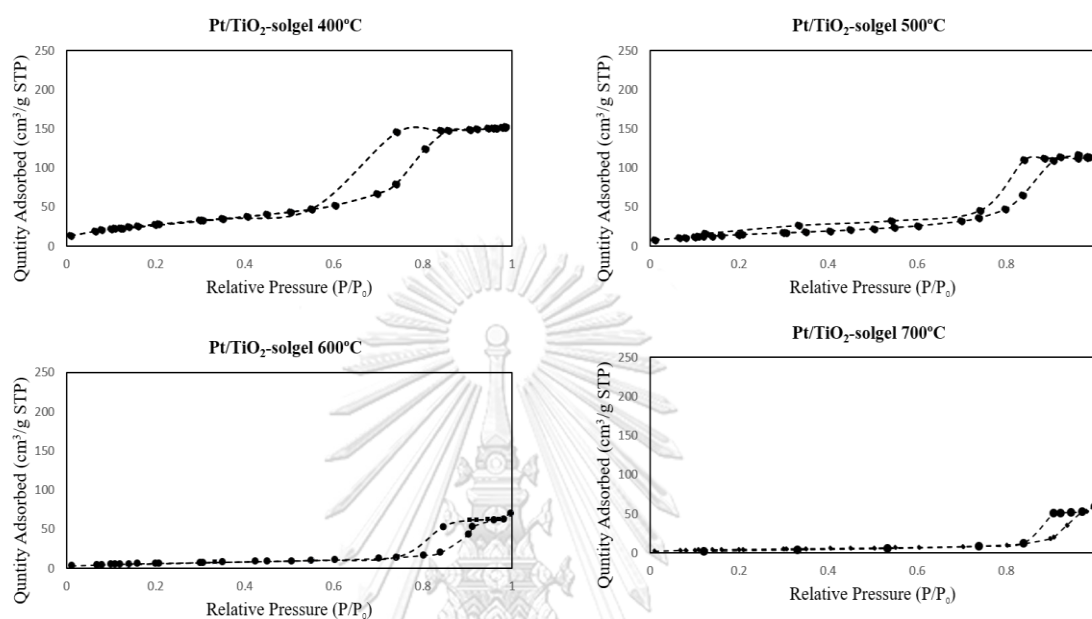 Pt/TiO₂-solgel 400°C
250
200
150
100
50
0
0 0.2 0.4 0.6 0.8 1
Quntity Adsorbed (cm³/g STP)
Relative Pressure (P/P₀)
Pt/TiO₂-solgel 500°C
250
200
150
100
50
0
0 0.2 0.4 0.6 0.8
Quntity Adsorbed (cm³/g STP)
Relative Pressure (P/P₀)
Pt/TiO₂-solgel 600°C
250
200
150
100
50
0
0 0.2 0.4 0.6 0.8 1
Quntity Adsorbed (cm³/g STP)
Relative Pressure (P/P₀)
Pt/TiO₂-solgel 700°C
250
200
150
100
50
0
0 0.2 0.4 0.6 0.8
Quntity Adsorbed (cm³/g STP)
Relative Pressure (P/P₀)